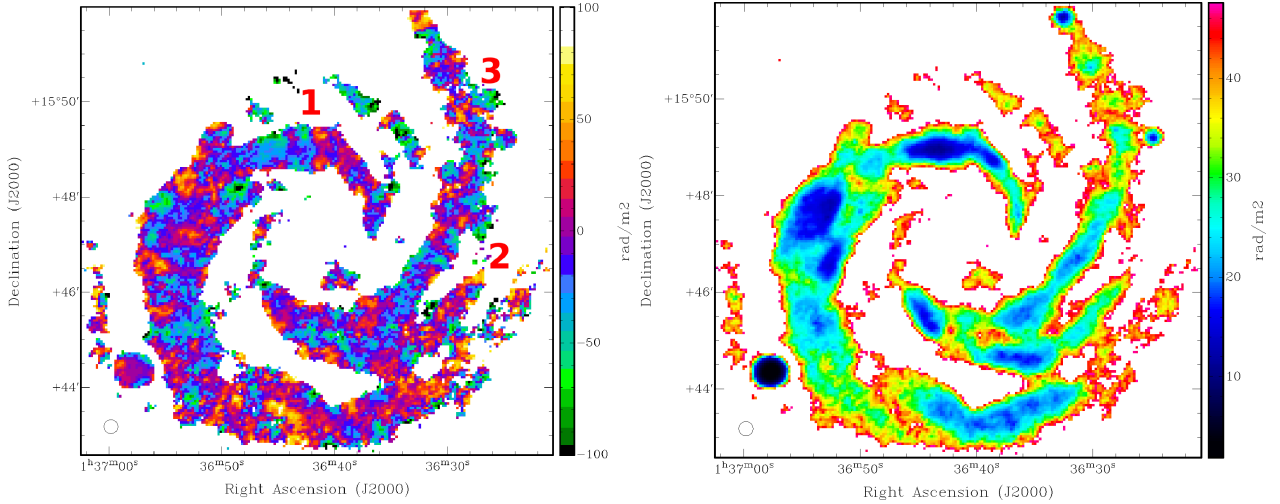 100
50
0
−50
−100
rad/m2
1
2
3
+15°50′
+48′
+46′
+44′
Declination (J2000)
1ʰ37ᵐ00ˢ
36ᵐ50ˢ
36ᵐ40ˢ
36ᵐ30ˢ
Right Ascension (J2000)
40
30
20
10
rad/m2
+15°50′
+48′
+46′
+44′
Declination (J2000)
1ʰ37ᵐ00ˢ
36ᵐ50ˢ
36ᵐ40ˢ
36ᵐ30ˢ
Right Ascension (J2000)